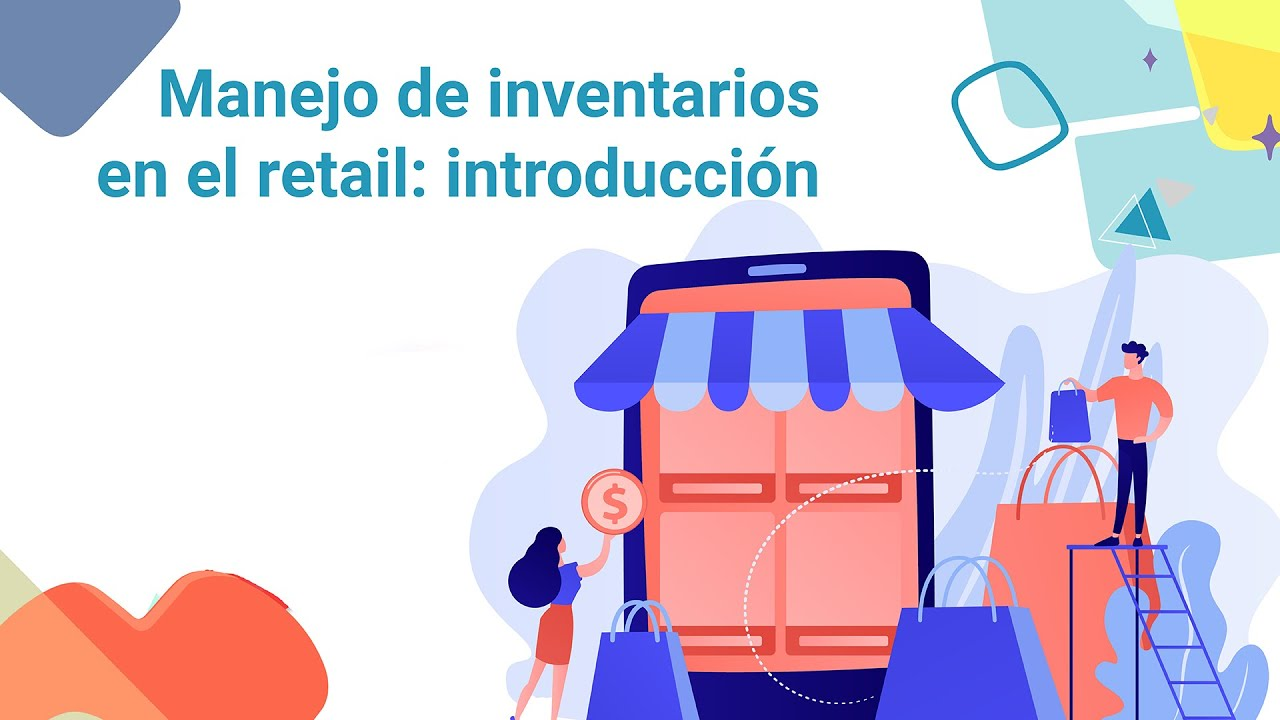 Manejo de inventarios
en el retail: introducción
$